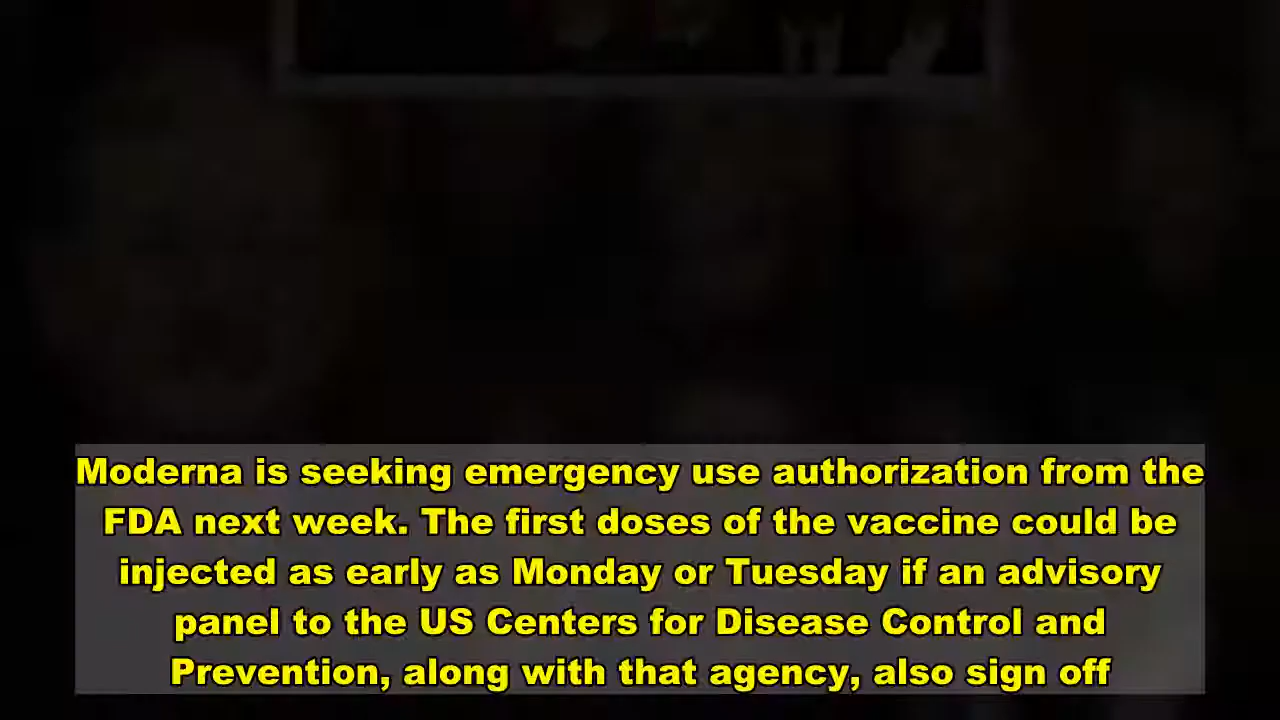 Moderna is seeking emergency use authorization from the
FDA next week. The first doses of the vaccine could be
injected as early as Monday or Tuesday if an advisory
panel to the US Centers for Disease Control and
Prevention, along with that agency, also sign off